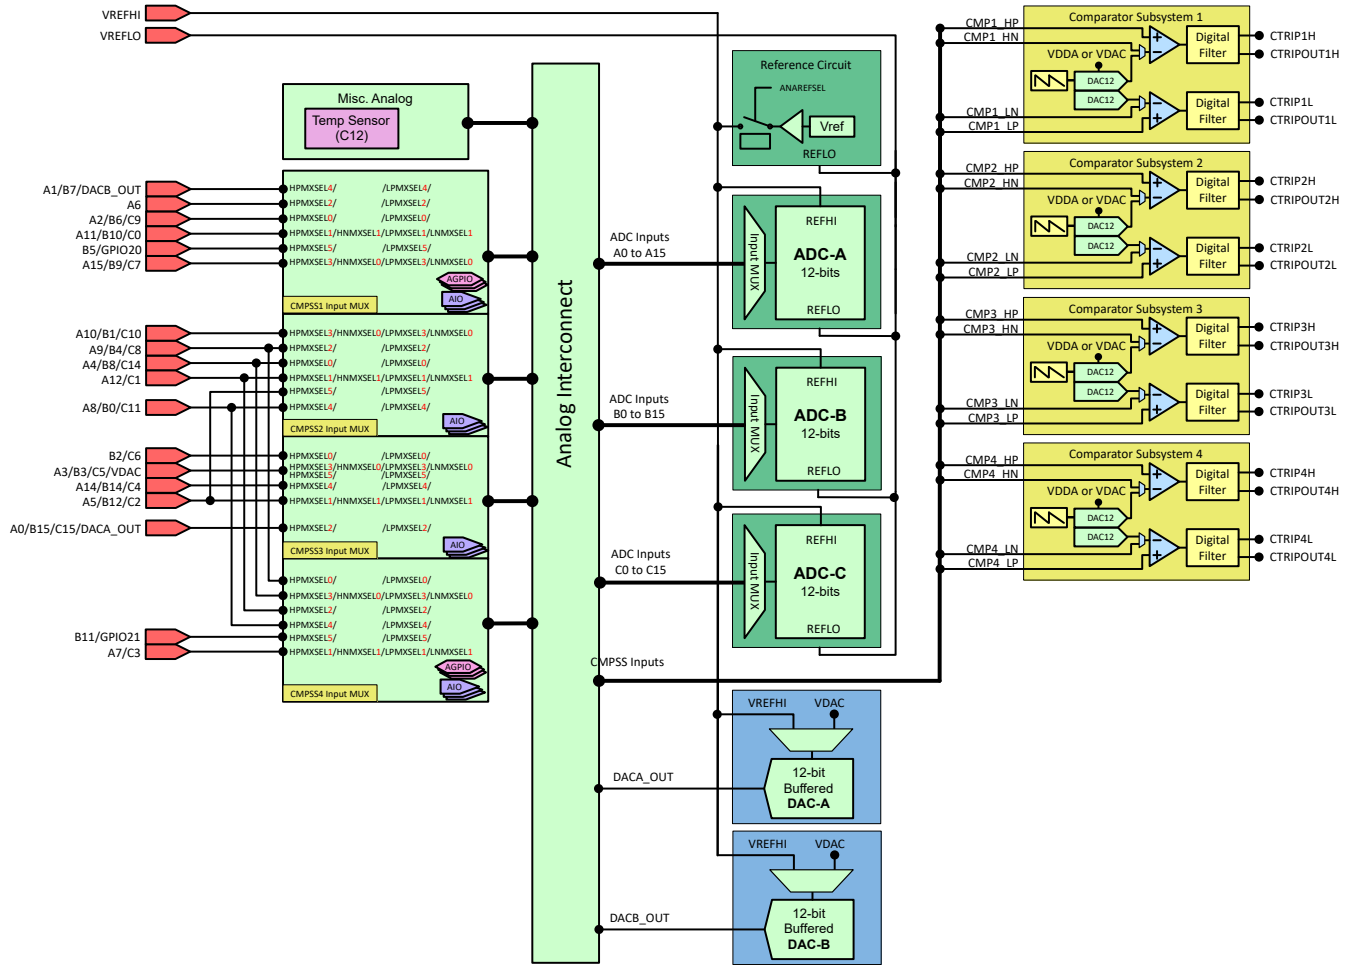 VREFHI
VREFLO
Misc. Analog
Temp Sensor
(C12)
A1/B7/DACB_OUT
A6
A2/B6/C9
A11/B10/C0
B5/GPIO20
A15/B9/C7
HPMXSEL4/ /LPMXSEL4/
HPMXSEL2/ /LPMXSEL2/
HPMXSEL0/ /LPMXSEL0/
HPMXSEL1/HNMXSEL1/LPMXSEL1/LNMXSEL1
HPMXSEL5/ /LPMXSEL5/
HPMXSEL3/HNMXSEL0/LPMXSEL3/LNMXSEL0
AGPIO
AIO
CMPSS1 Input MUX
A10/B1/C10
A9/B4/C8
A4/B8/C14
A12/C1
A8/B0/C11
HPMXSEL3/HNMXSEL0/LPMXSEL3/LNMXSEL0
HPMXSEL2/ /LPMXSEL2/
HPMXSEL0/ /LPMXSEL0/
HPMXSEL1/HNMXSEL1/LPMXSEL1/LNMXSEL1
HPMXSEL5/ /LPMXSEL5/
HPMXSEL4/ /LPMXSEL4/
AIO
CMPSS2 Input MUX
B2/C6
A3/B3/C5/VDAC
A14/B14/C4
A5/B12/C2
A0/B15/C15/DACA_OUT
HPMXSEL0/ /LPMXSEL0/
HPMXSEL3/HNMXSEL0/LPMXSEL3/LNMXSEL0
HPMXSEL5/ /LPMXSEL5/
HPMXSEL4/ /LPMXSEL4/
HPMXSEL1/HNMXSEL1/LPMXSEL1/LNMXSEL1
HPMXSEL2/ /LPMXSEL2/
AIO
CMPSS3 Input MUX
B11/GPIO21
A7/C3
HPMXSEL0/ /LPMXSEL0/
HPMXSEL3/HNMXSEL0/LPMXSEL3/LNMXSEL0
HPMXSEL2/ /LPMXSEL2/
HPMXSEL4/ /LPMXSEL4/
HPMXSEL5/ /LPMXSEL5/
HPMXSEL1/HNMXSEL1/LPMXSEL1/LNMXSEL1
AGPIO
AIO
CMPSS4 Input MUX
Analog Interconnect
Reference Circuit
ANAREFSEL
Vref
REFLO
ADC Inputs
A0 to A15
Input MUX
REFHI
ADC-A
12-bits
REFLO
ADC Inputs
B0 to B15
Input MUX
REFHI
ADC-B
12-bits
REFLO
ADC Inputs
C0 to C15
Input MUX
REFHI
ADC-C
12-bits
REFLO
CMPSS Inputs
VREFHI VDAC
12-bit
Buffered
DAC-A
DACA_OUT
VREFHI VDAC
12-bit
Buffered
DAC-B
DACB_OUT
Comparator Subsystem 1
CMP1_HP
CMP1_HN
VDDA or VDAC
DAC12
DAC12
CMP1_LN
CMP1_LP
Digital
Filter
Digital
Filter
CTRIP1H
CTRIPOUT1H
CTRIP1L
CTRIPOUT1L
Comparator Subsystem 2
CMP2_HP
CMP2_HN
VDDA or VDAC
DAC12
DAC12
CMP2_LN
CMP2_LP
Digital
Filter
Digital
Filter
CTRIP2H
CTRIPOUT2H
CTRIP2L
CTRIPOUT2L
Comparator Subsystem 3
CMP3_HP
CMP3_HN
VDDA or VDAC
DAC12
DAC12
CMP3_LN
CMP3_LP
Digital
Filter
Digital
Filter
CTRIP3H
CTRIPOUT3H
CTRIP3L
CTRIPOUT3L
Comparator Subsystem 4
CMP4_HP
CMP4_HN
VDDA or VDAC
DAC12
DAC12
CMP4_LN
CMP4_LP
Digital
Filter
Digital
Filter
CTRIP4H
CTRIPOUT4H
CTRIP4L
CTRIPOUT4L